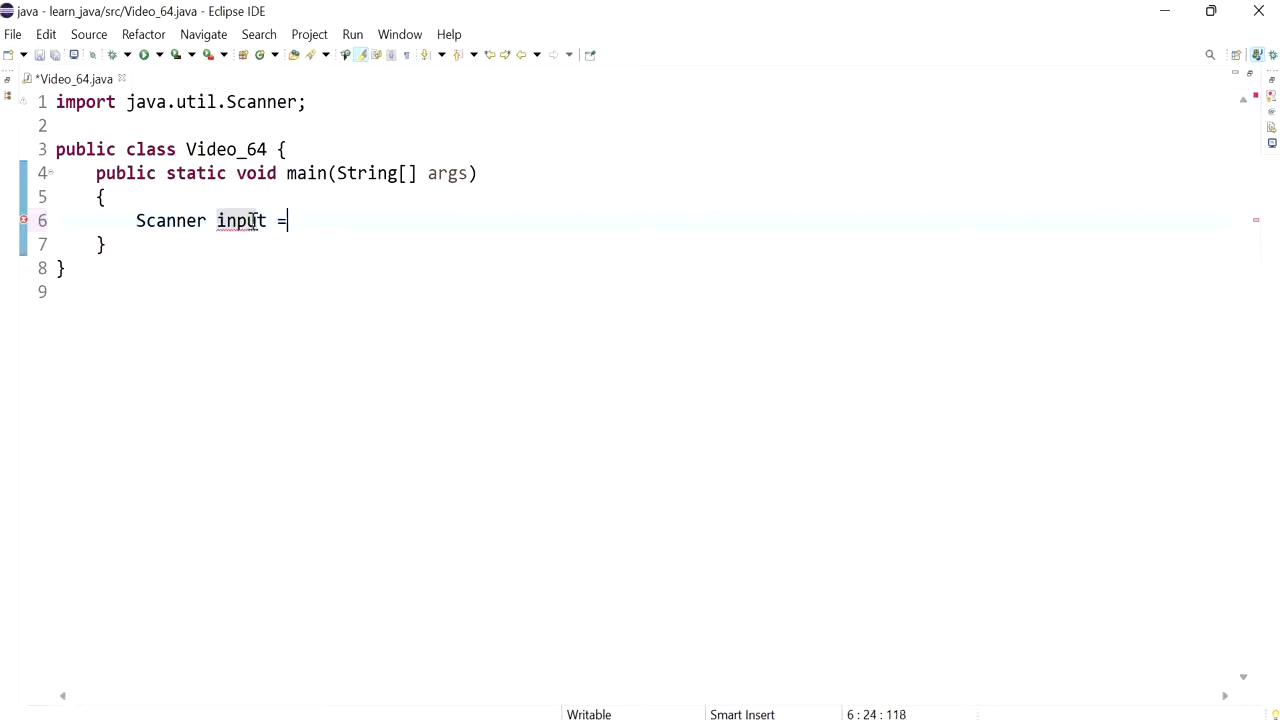 java - learn_java/src/Video_64.java - Eclipse IDE
File Edit Source Refactor Navigate Search Project Run Window Help
*Video_64.java
1 import java.util.Scanner;
2
3 public class Video_64 {
4 public static void main(String[] args)
5 {
6 Scanner input =
7 }
8 }
9
Writable Smart Insert 6 : 24 : 118